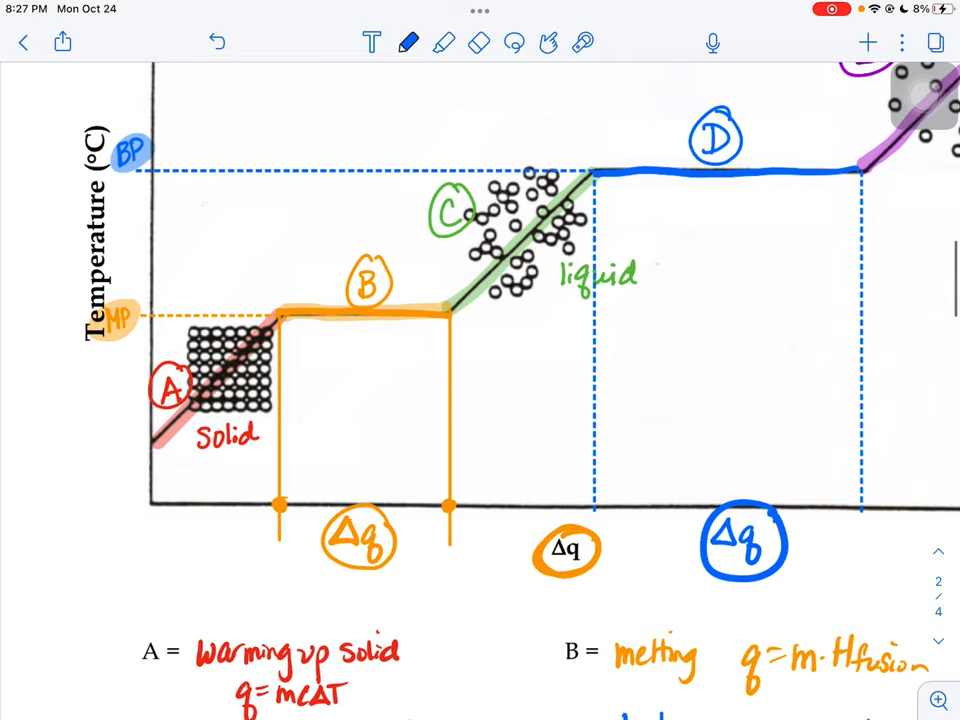 8:27 PM Mon Oct 24
8%
T
Temperature (°C)
BP
D
C
B
liquid
MP
A
Solid
Δq
Δq
Δq
2
/
4
A = warming up solid
q = mcΔT
B = melting q = m · Hfusion